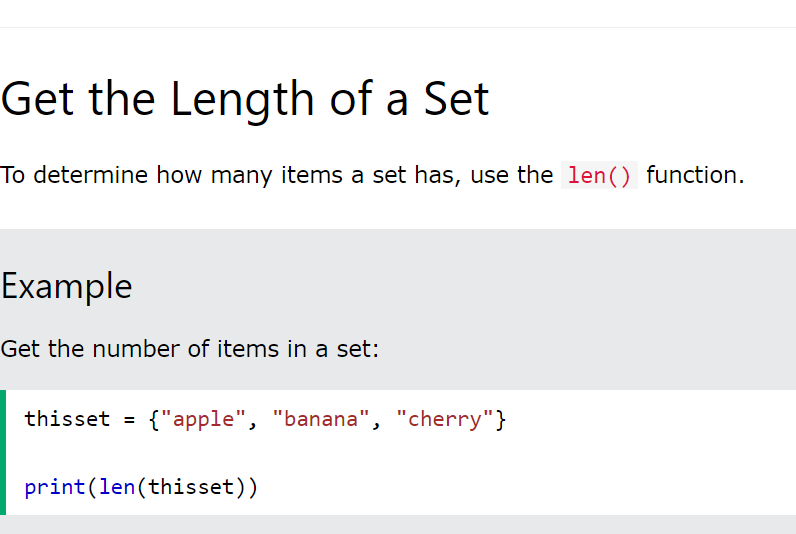 Get the Length of a Set
To determine how many items a set has, use the len() function.
Example
Get the number of items in a set:
thisset = {"apple", "banana", "cherry"}
print(len(thisset))